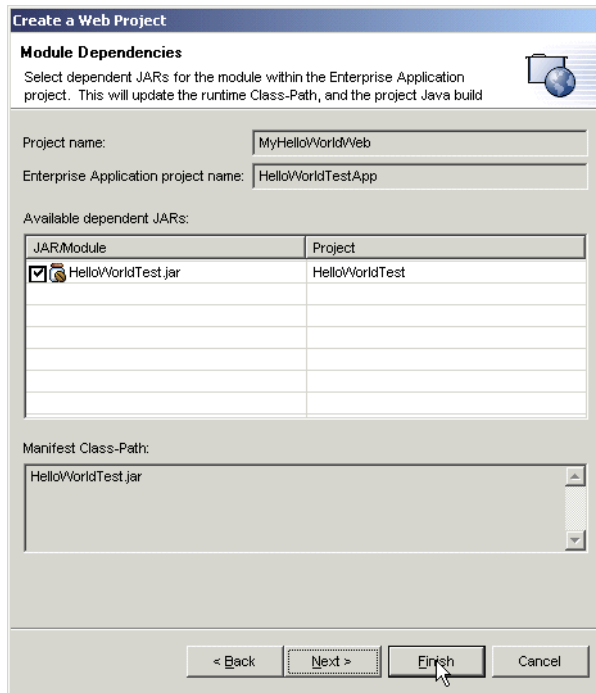 Create a Web Project
Module Dependencies
Select dependent JARs for the module within the Enterprise Application
project. This will update the runtime Class-Path, and the project Java build
Project name:
MyHelloWorldWeb
Enterprise Application project name:
HelloWorldTestApp
Available dependent JARs:
JAR/Module
Project
HelloWorldTest.jar
HelloWorldTest
Manifest Class-Path:
HelloWorldTest.jar
< Back
Next >
Finish
Cancel